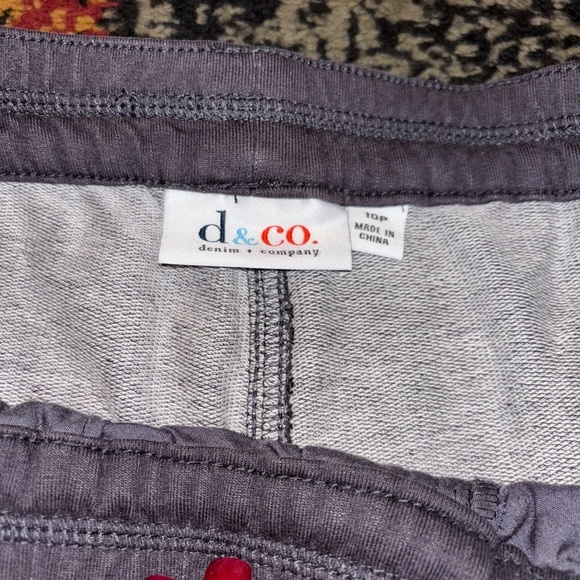 d&co.
denim + company
10P
MADE IN
CHINA